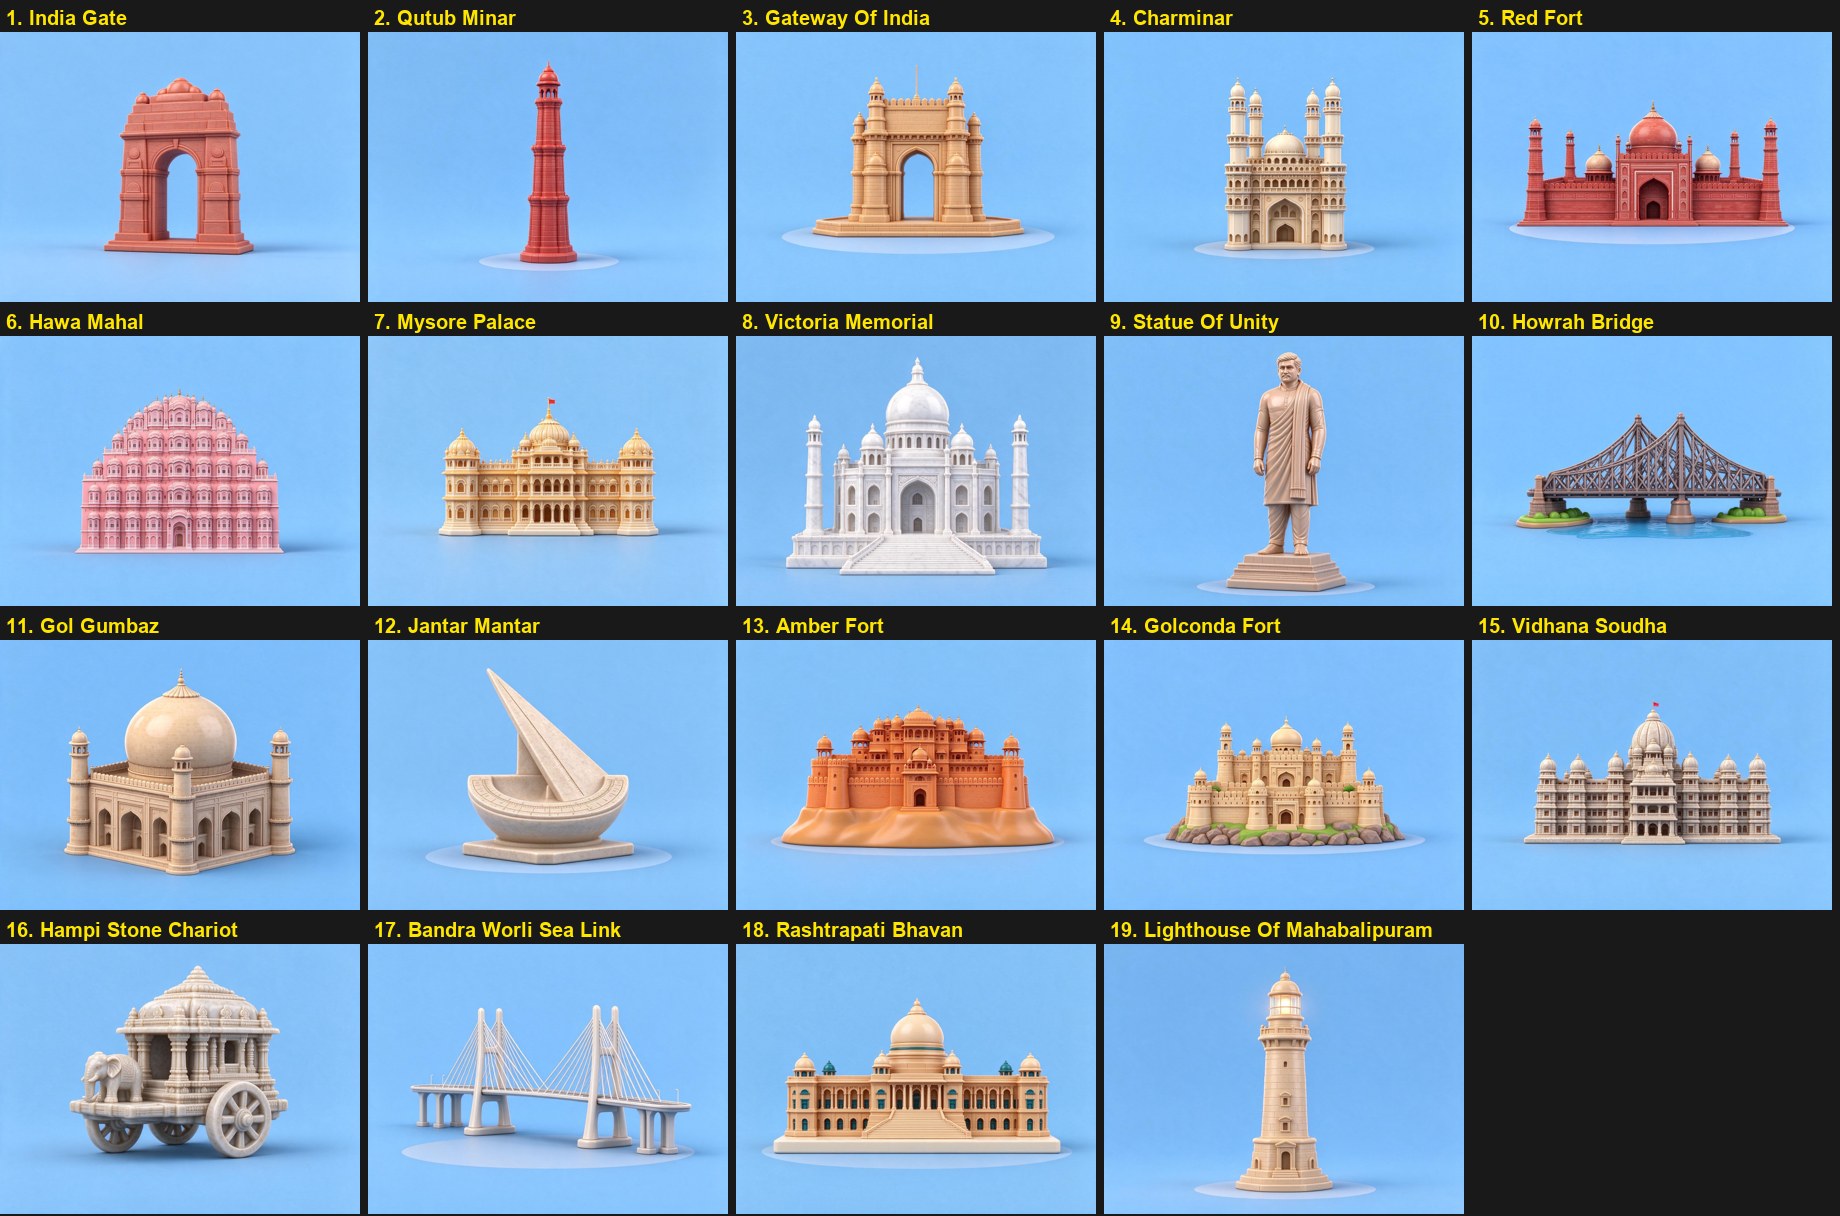 1. India Gate
2. Qutub Minar
3. Gateway Of India
4. Charminar
5. Red Fort
6. Hawa Mahal
7. Mysore Palace
8. Victoria Memorial
9. Statue Of Unity
10. Howrah Bridge
11. Gol Gumbaz
12. Jantar Mantar
13. Amber Fort
14. Golconda Fort
15. Vidhana Soudha
16. Hampi Stone Chariot
17. Bandra Worli Sea Link
18. Rashtrapati Bhavan
19. Lighthouse Of Mahabalipuram